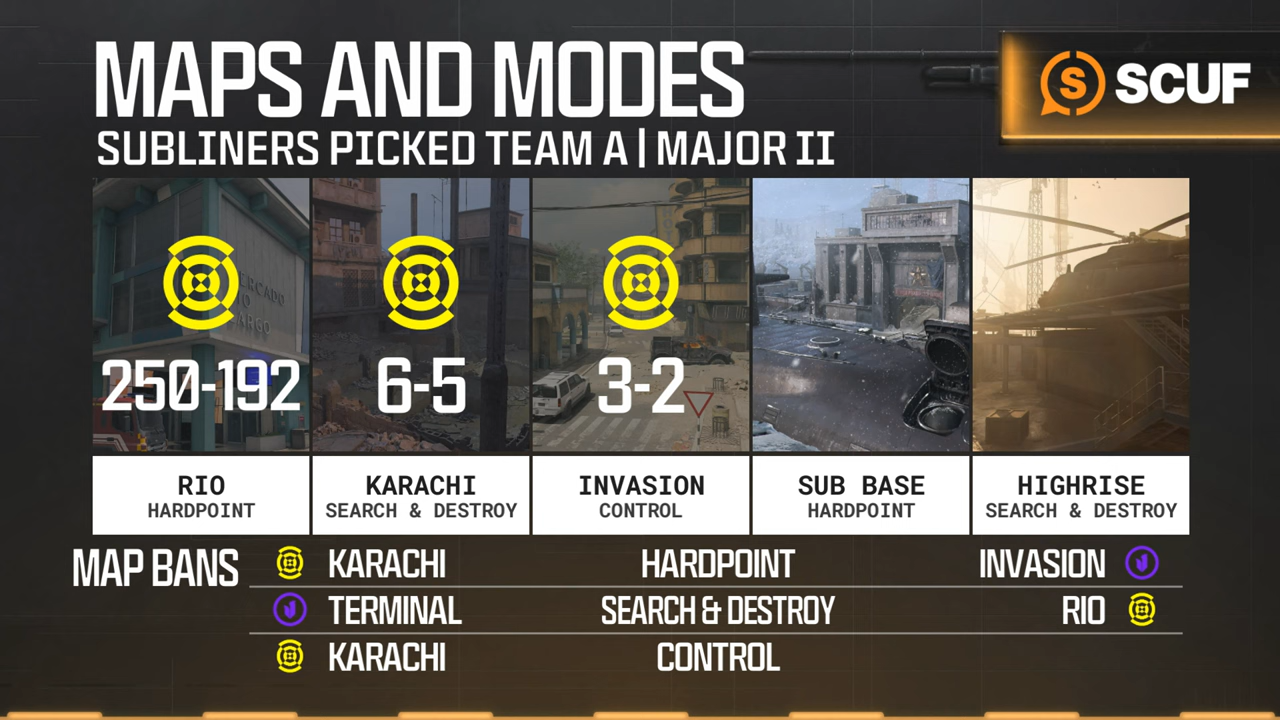 MAPS AND MODES
SCUF
SUBLINERS PICKED TEAM A | MAJOR II
MERCADO
250-192
6-5
3-2
RIO
HARDPOINT
KARACHI
SEARCH & DESTROY
INVASION
CONTROL
SUB BASE
HARDPOINT
HIGHRISE
SEARCH & DESTROY
MAP BANS
KARACHI HARDPOINT INVASION
TERMINAL SEARCH & DESTROY RIO
KARACHI CONTROL